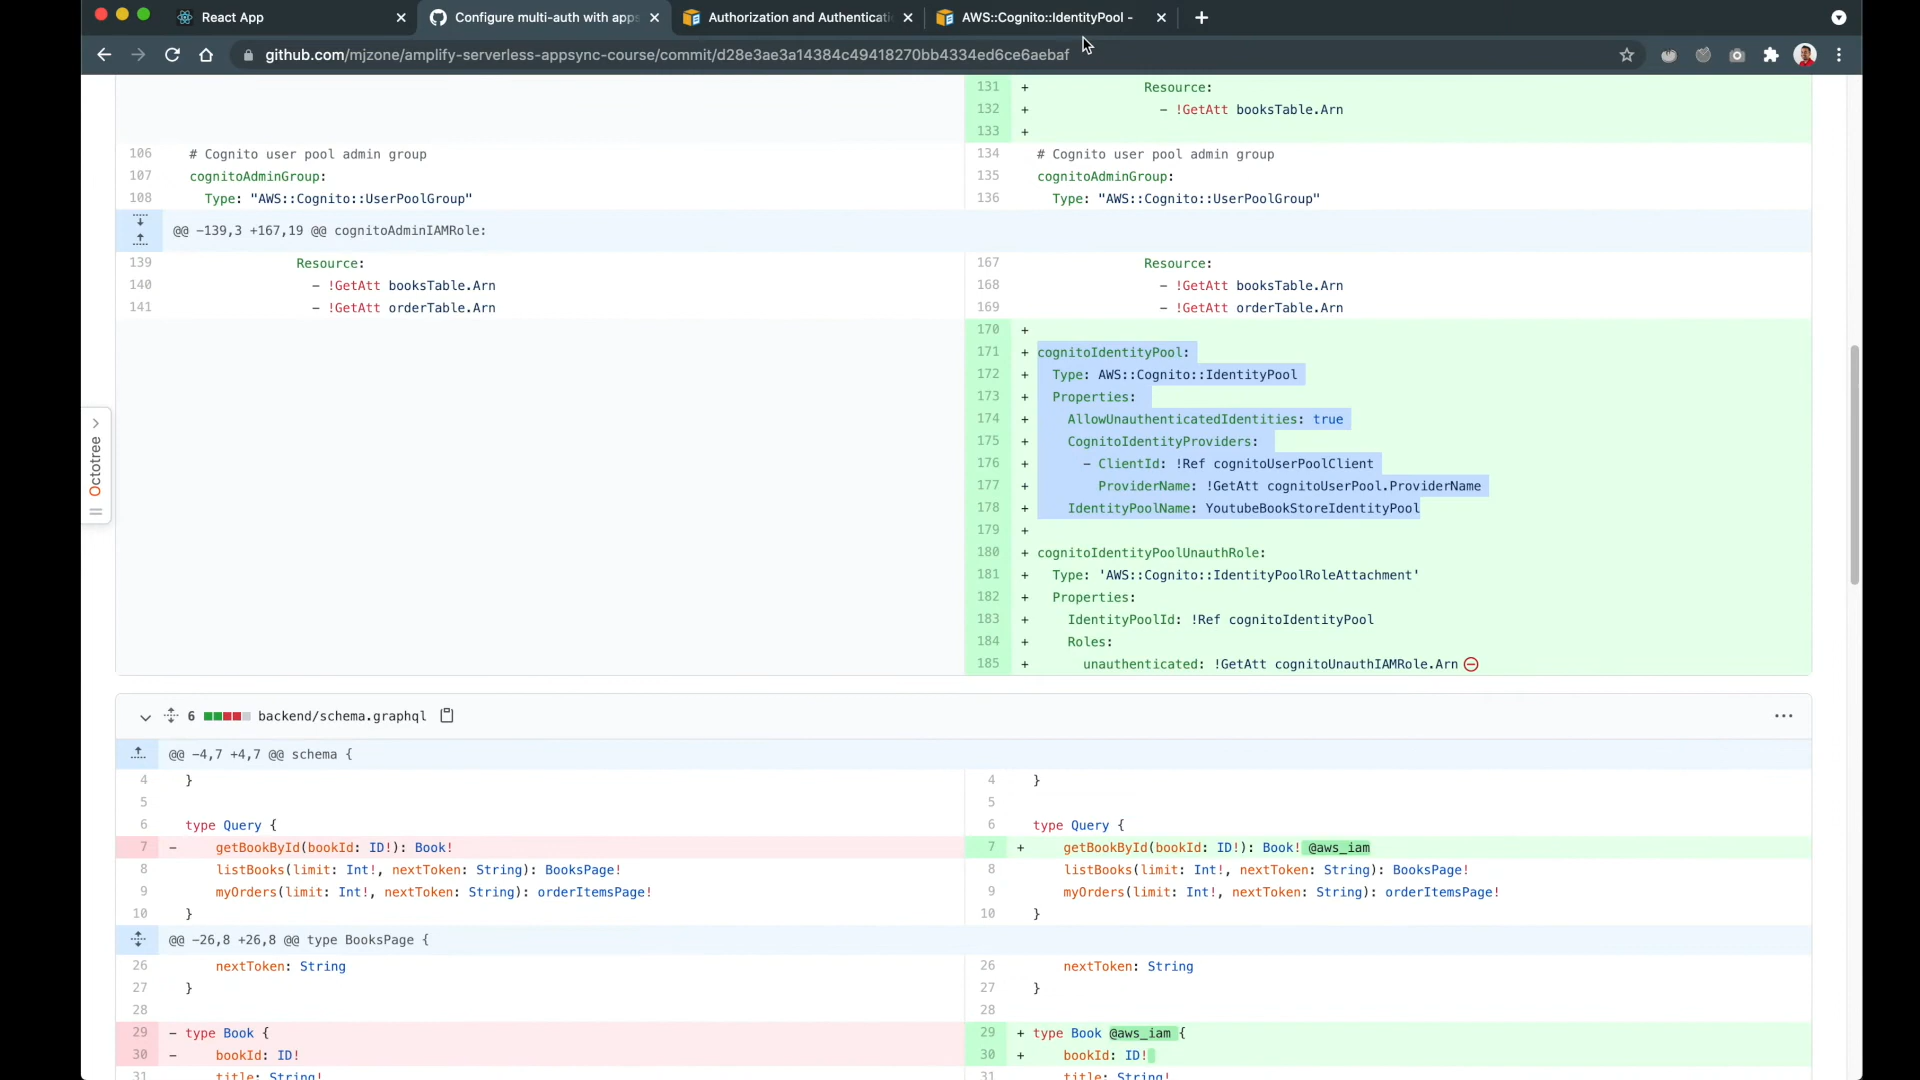 React App
Configure multi-auth with apps
Authorization and Authenticati
AWS::Cognito::IdentityPool -
github.com/mjzone/amplify-serverless-appsync-course/commit/d28e3ae3a14384c49418270bb4334ed6ce6aebaf
131 + Resource:
132 + - !GetAtt booksTable.Arn
133 +
106 # Cognito user pool admin group 134 # Cognito user pool admin group
107 cognitoAdminGroup: 135 cognitoAdminGroup:
108 Type: "AWS::Cognito::UserPoolGroup" 136 Type: "AWS::Cognito::UserPoolGroup"
@@ -139,3 +167,19 @@ cognitoAdminIAMRole:
139 Resource: 167 Resource:
140 - !GetAtt booksTable.Arn 168 - !GetAtt booksTable.Arn
141 - !GetAtt orderTable.Arn 169 - !GetAtt orderTable.Arn
170 +
171 + cognitoIdentityPool:
172 + Type: AWS::Cognito::IdentityPool
173 + Properties:
174 + AllowUnauthenticatedIdentities: true
175 + CognitoIdentityProviders:
176 + - ClientId: !Ref cognitoUserPoolClient
177 + ProviderName: !GetAtt cognitoUserPool.ProviderName
178 + IdentityPoolName: YoutubeBookStoreIdentityPool
179 +
180 + cognitoIdentityPoolUnauthRole:
181 + Type: 'AWS::Cognito::IdentityPoolRoleAttachment'
182 + Properties:
183 + IdentityPoolId: !Ref cognitoIdentityPool
184 + Roles:
185 + unauthenticated: !GetAtt cognitoUnauthIAMRole.Arn
Octotree
6 backend/schema.graphql
@@ -4,7 +4,7 @@ schema {
4 } 4 }
5 5
6 type Query { 6 type Query {
7 - getBookById(bookId: ID!): Book! 7 + getBookById(bookId: ID!): Book! @aws_iam
8 listBooks(limit: Int!, nextToken: String): BooksPage! 8 listBooks(limit: Int!, nextToken: String): BooksPage!
9 myOrders(limit: Int!, nextToken: String): orderItemsPage! 9 myOrders(limit: Int!, nextToken: String): orderItemsPage!
10 } 10 }
@@ -26,8 +26,8 @@ type BooksPage {
26 nextToken: String 26 nextToken: String
27 } 27 }
28 28
29 - type Book { 29 + type Book @aws_iam {
30 - bookId: ID! 30 + bookId: ID!
31 title: String! 31 title: String!